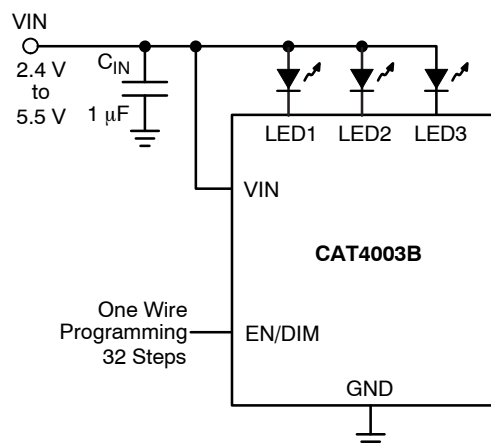 VIN
2.4 V
to
5.5 V
CIN
1 μF
LED1 LED2 LED3
VIN
CAT4003B
One Wire
Programming
32 Steps
EN/DIM
GND